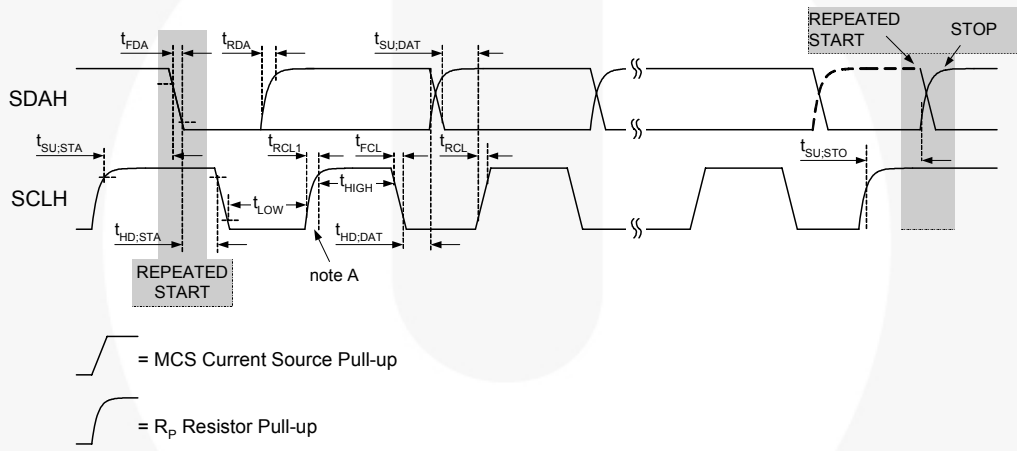 REPEATED
START
STOP
tFDA
tRDA
tSU;DAT
SDAH
tSU;STA
tRCL1
tFCL
tRCL
tSU;STO
tHIGH
SCLH
tLOW
tHD;STA
tHD;DAT
REPEATED
START
note A
= MCS Current Source Pull-up
= RP Resistor Pull-up